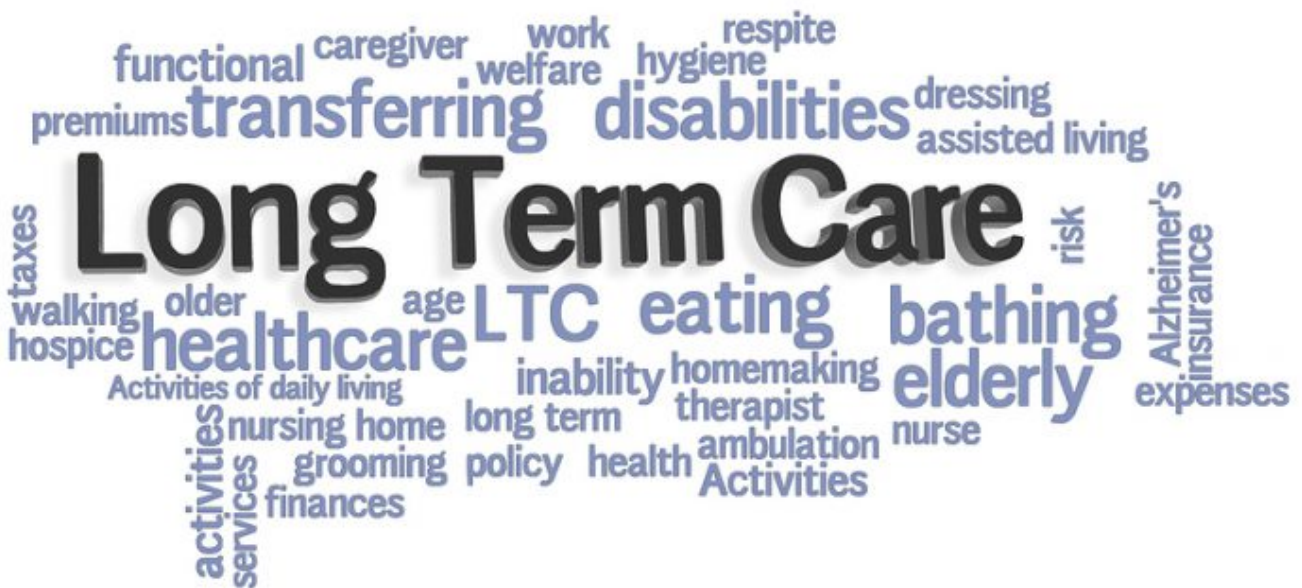 work
respite
caregiver
functional
welfare
hygiene
premiums
transferring
disabilities
dressing
assisted living
Long Term Care
taxes
risk
Alzheimer's
insurance
walking
older
age
LTC
eating
bathing
hospice
healthcare
inability
homemaking
elderly
expenses
Activities of daily living
nursing home
long term
therapist
nurse
ambulation
grooming
policy
health
Activities
activities
services
finances